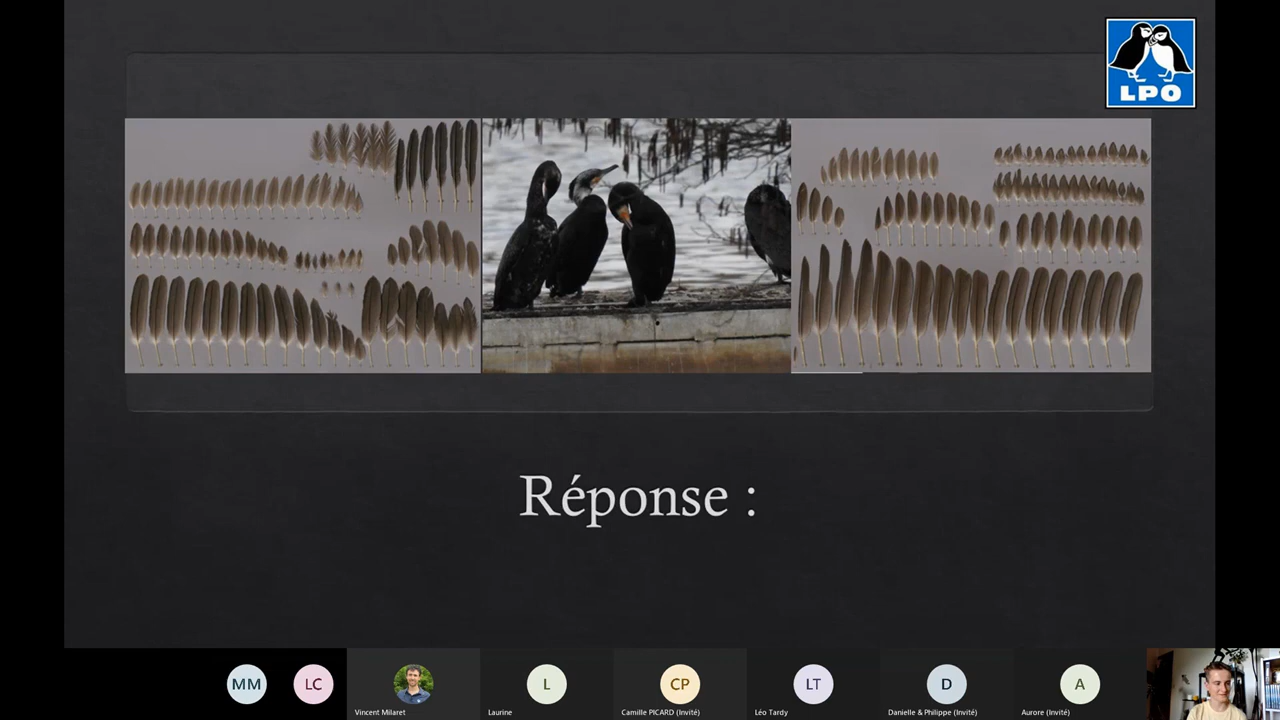 LPO
Réponse :
MM
LC
L
CP
LT
D
A
Vincent Milaret
Laurine
Camille PICARD (Invité)
Léo Tardy
Danielle & Philippe (Invité)
Aurore (Invité)